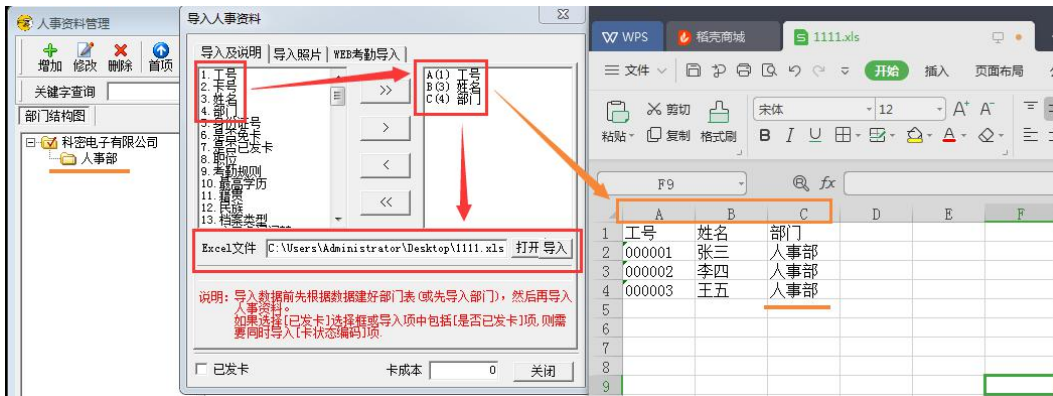 人事资料管理
增加 修改 删除 首项
关键字查询
部门结构图
科密电子有限公司
人事部
导入人事资料
导入及说明 导入照片 WEB考勤导入
1. 工号
2. 卡号
3. 姓名
4. 部门
5. 身份证号
6. 是否免卡
7. 是否已发卡
8. 职位
9. 考勤规则
10. 最高学历
11. 籍贯
12. 民族
13. 档案类型
>>
>
<
<<
A(1) 工号
B(3) 姓名
C(4) 部门
Excel文件 C:\Users\Administrator\Desktop\1111.xls 打开 导入
说明: 导入数据前先根据数据建好部门表(或先导入部门), 然后再导入
人事资料。
如果选择[已发卡]选择框或导入项中包括[是否已发卡]项, 则需
要同时导入[卡状态编码]项.
已发卡 卡成本 0 关闭
WPS 稻壳商城 S 1111.xls
文件 开始 插入 页面布局
剪切 宋体 12 A+ A-
粘贴 复制 格式刷 B I U A
F9 fx
A B C D E F
1 工号 姓名 部门
2 000001 张三 人事部
3 000002 李四 人事部
4 000003 王五 人事部
5
6
7
8
9